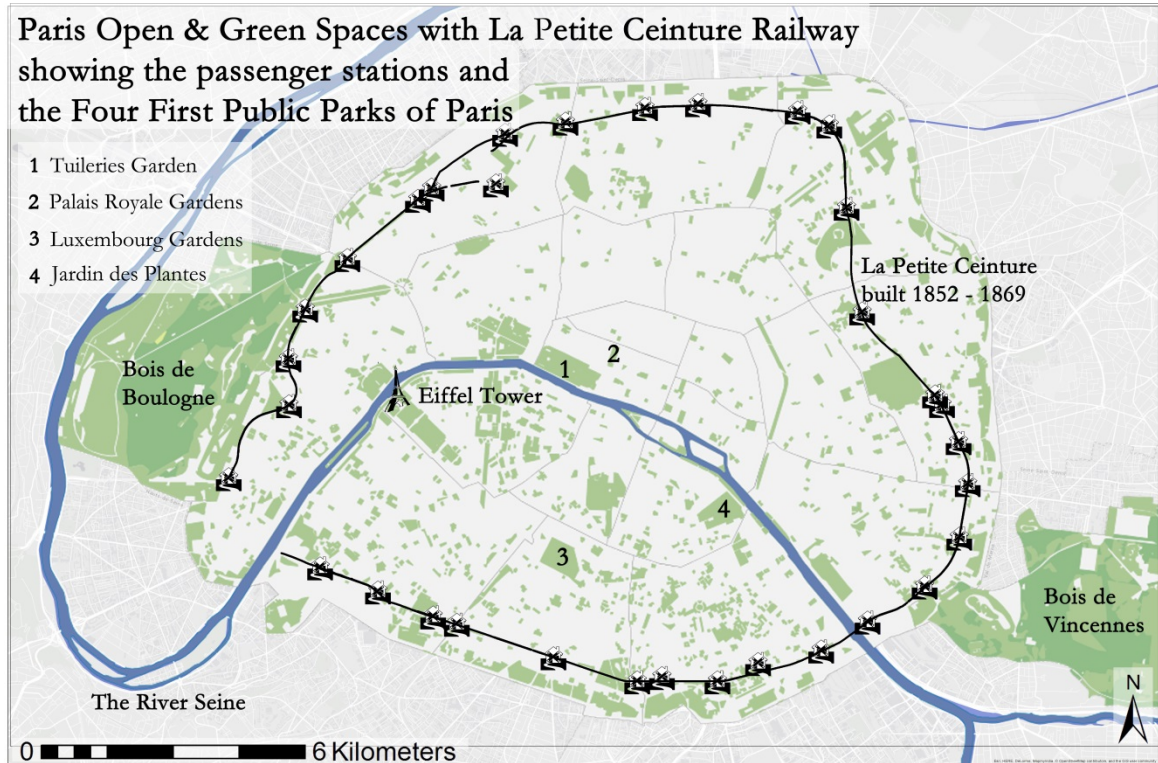 Paris Open & Green Spaces with La Petite Ceinture Railway
showing the passenger stations and
the Four First Public Parks of Paris
1 Tuileries Garden
2 Palais Royale Gardens
3 Luxembourg Gardens
4 Jardin des Plantes
La Petite Ceinture
built 1852 - 1869
2
1
Bois de
Boulogne
Eiffel Tower
4
3
Bois de
Vincennes
The River Seine
N
0 6 Kilometers